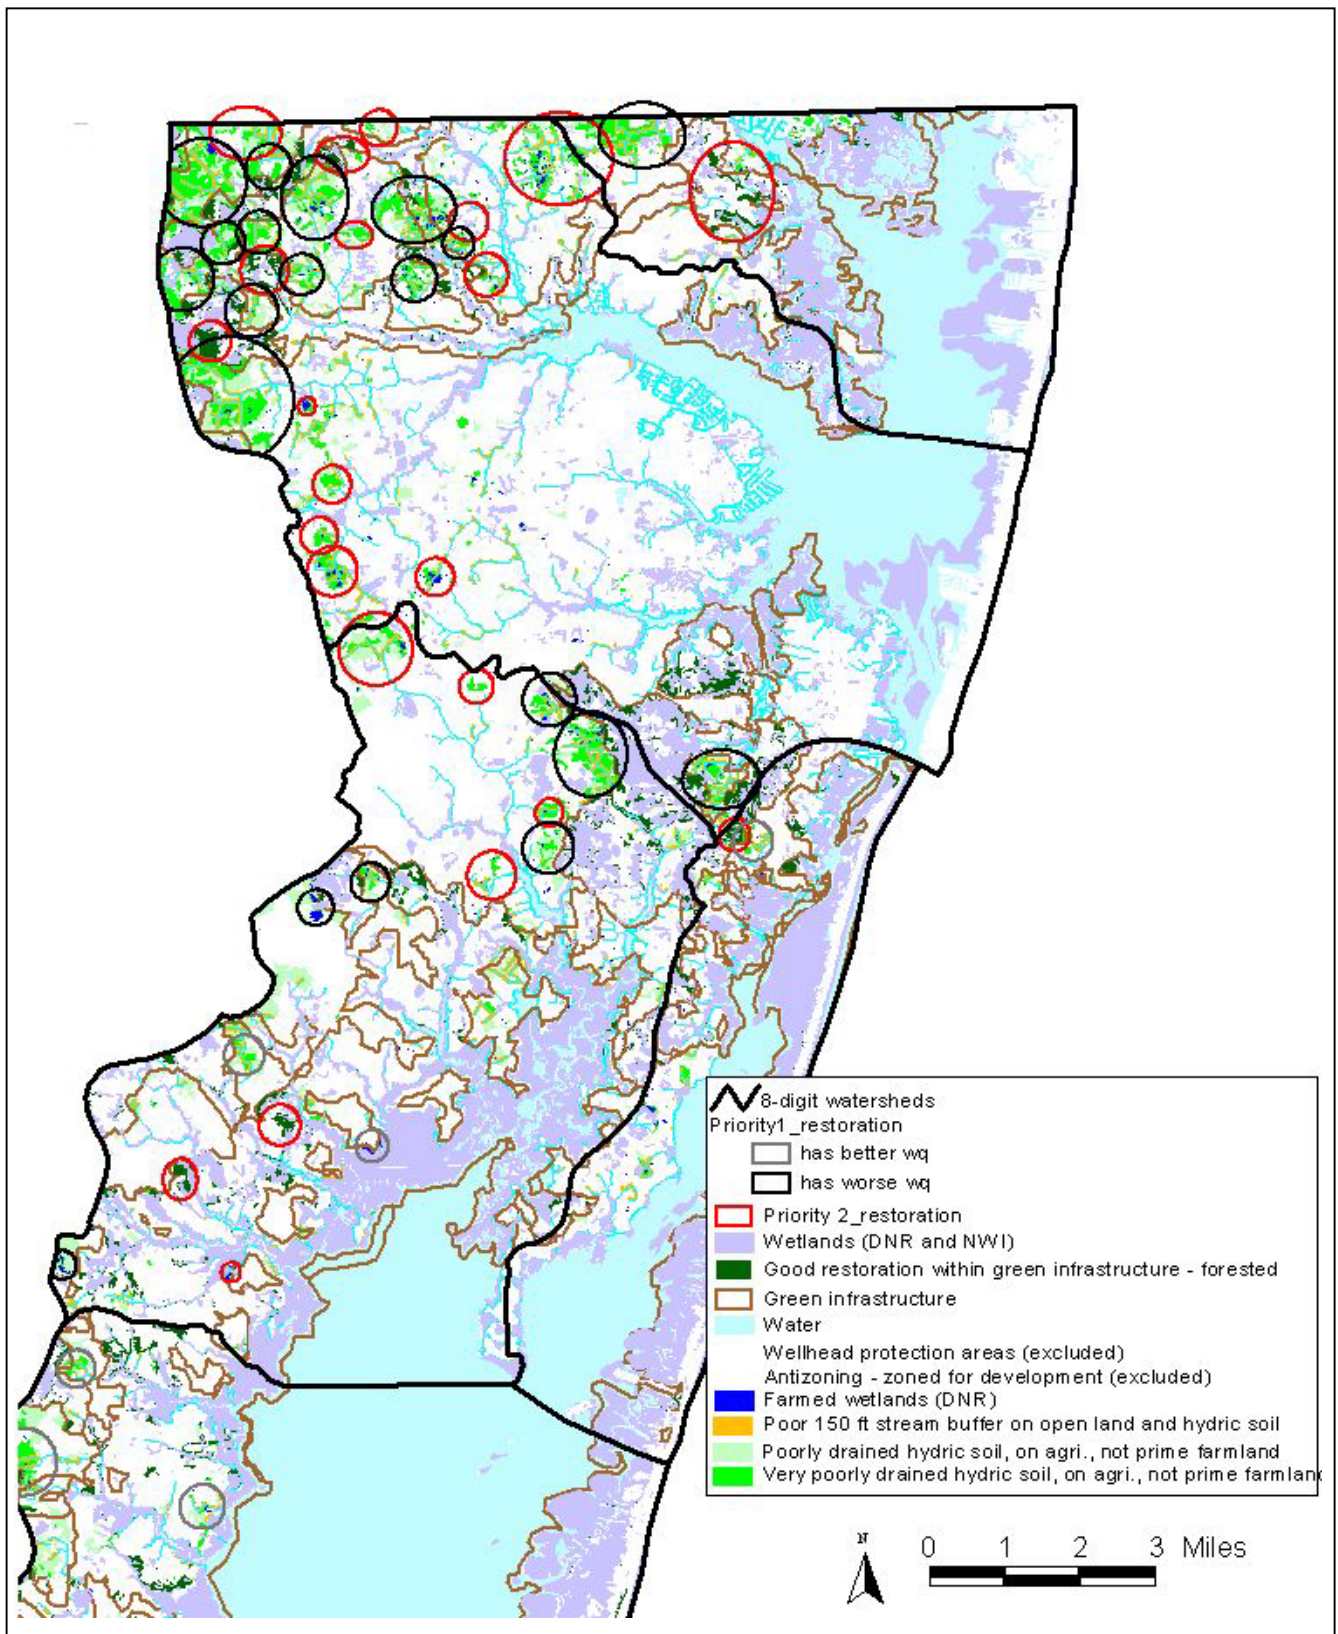 8-digit watersheds
Priority1_restoration
has better wq
has worse wq
Priority 2_restoration
Wetlands (DNR and NWI)
Good restoration within green infrastructure - forested
Green infrastructure
Water
Wellhead protection areas (excluded)
Antizoning - zoned for development (excluded)
Farmed wetlands (DNR)
Poor 150 ft stream buffer on open land and hydric soil
Poorly drained hydric soil, on agri., not prime farmland
Very poorly drained hydric soil, on agri., not prime farmland
N
0 1 2 3 Miles